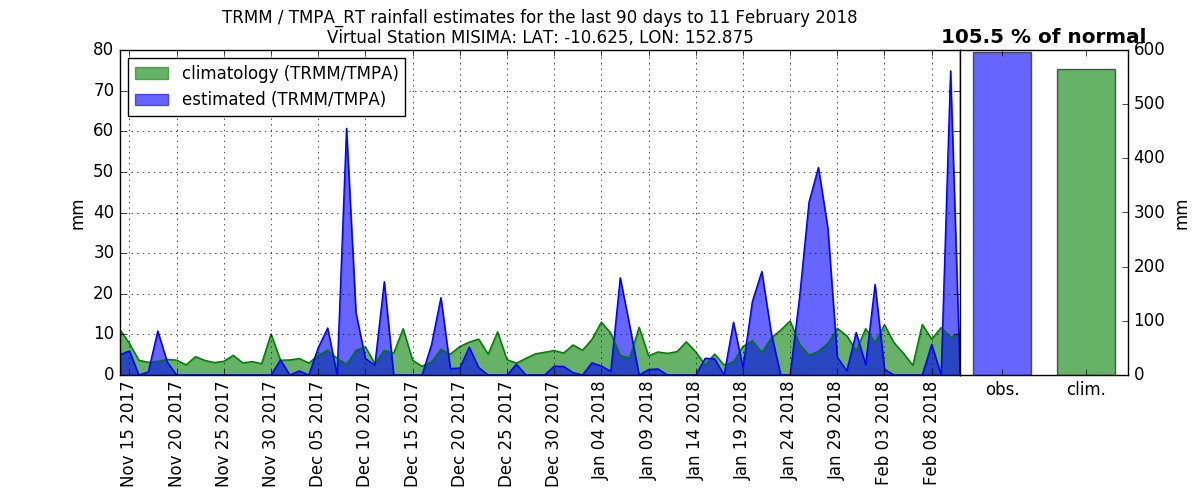 TRMM / TMPA_RT rainfall estimates for the last 90 days to 11 February 2018
Virtual Station MISIMA: LAT: -10.625, LON: 152.875
105.5 % of normal
climatology (TRMM/TMPA)
estimated (TRMM/TMPA)
80
70
60
50
40
30
20
10
0
mm
600
500
400
300
200
100
0
mm
Nov 15 2017
Nov 20 2017
Nov 25 2017
Nov 30 2017
Dec 05 2017
Dec 10 2017
Dec 15 2017
Dec 20 2017
Dec 25 2017
Dec 30 2017
Jan 04 2018
Jan 09 2018
Jan 14 2018
Jan 19 2018
Jan 24 2018
Jan 29 2018
Feb 03 2018
Feb 08 2018
obs.
clim.